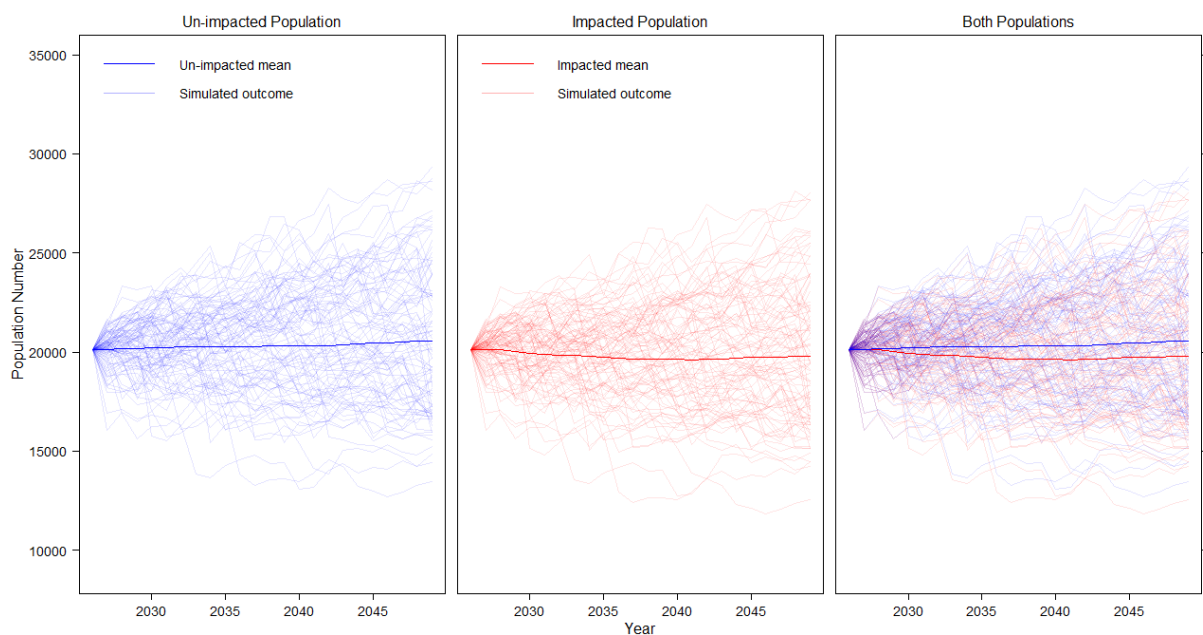 Un-impacted Population
Impacted Population
Both Populations
Un-impacted mean
Simulated outcome
Impacted mean
Simulated outcome
Population Number
35000
30000
25000
20000
15000
10000
2030
2035
2040
2045
2030
2035
2040
2045
2030
2035
2040
2045
Year